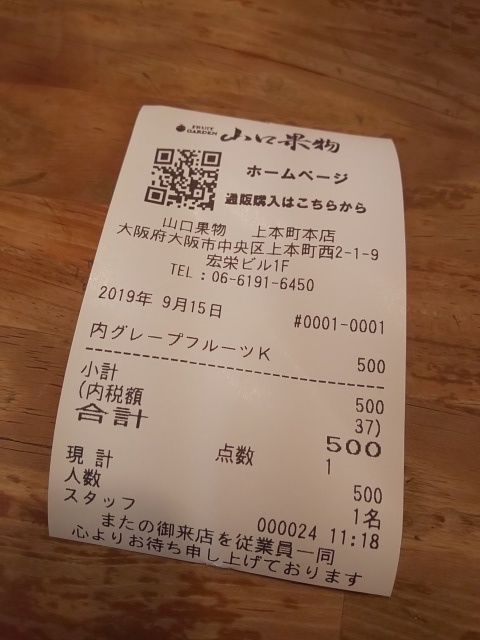 FRUIT
GARDEN
山口果物
ホームページ
通販購入はこちらから
山口果物 上本町本店
大阪府大阪市中央区上本町西2-1-9
宏栄ビル1F
TEL：06-6191-6450
2019年 9月15日 #0001-0001
内グレープフルーツK 500
小計 500
(内税額 37)
合計 500
点数 1
現計 500
人数 1名
スタッフ 000024 11:18
またの御来店を従業員一同
心よりお待ち申し上げております